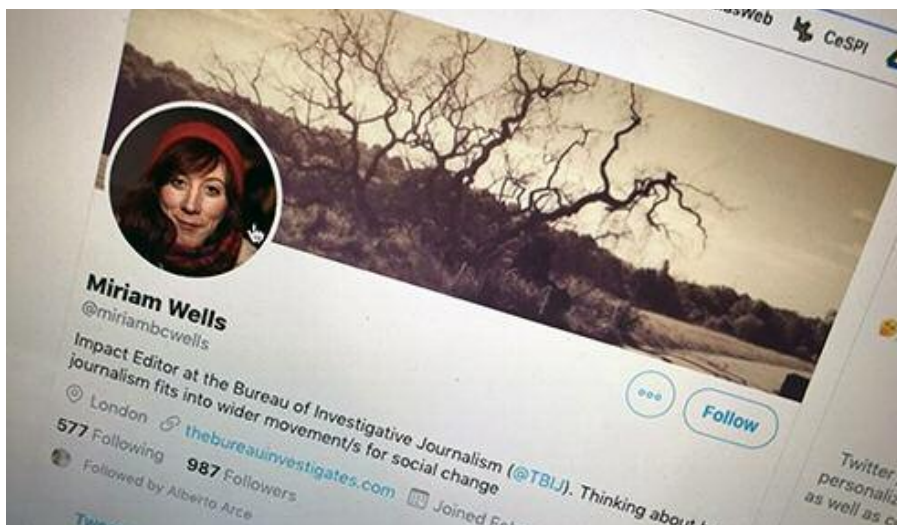 CeSPI
Miriam Wells
@miriambcwells
Impact Editor at the Bureau of Investigative Journalism (@TBIJ). Thinking about
journalism fits into wider movement/s for social change
London thebureauinvestigates.com Joined
577 Following 987 Followers
Followed by Alberto Arce
Follow
Twitter
as well as